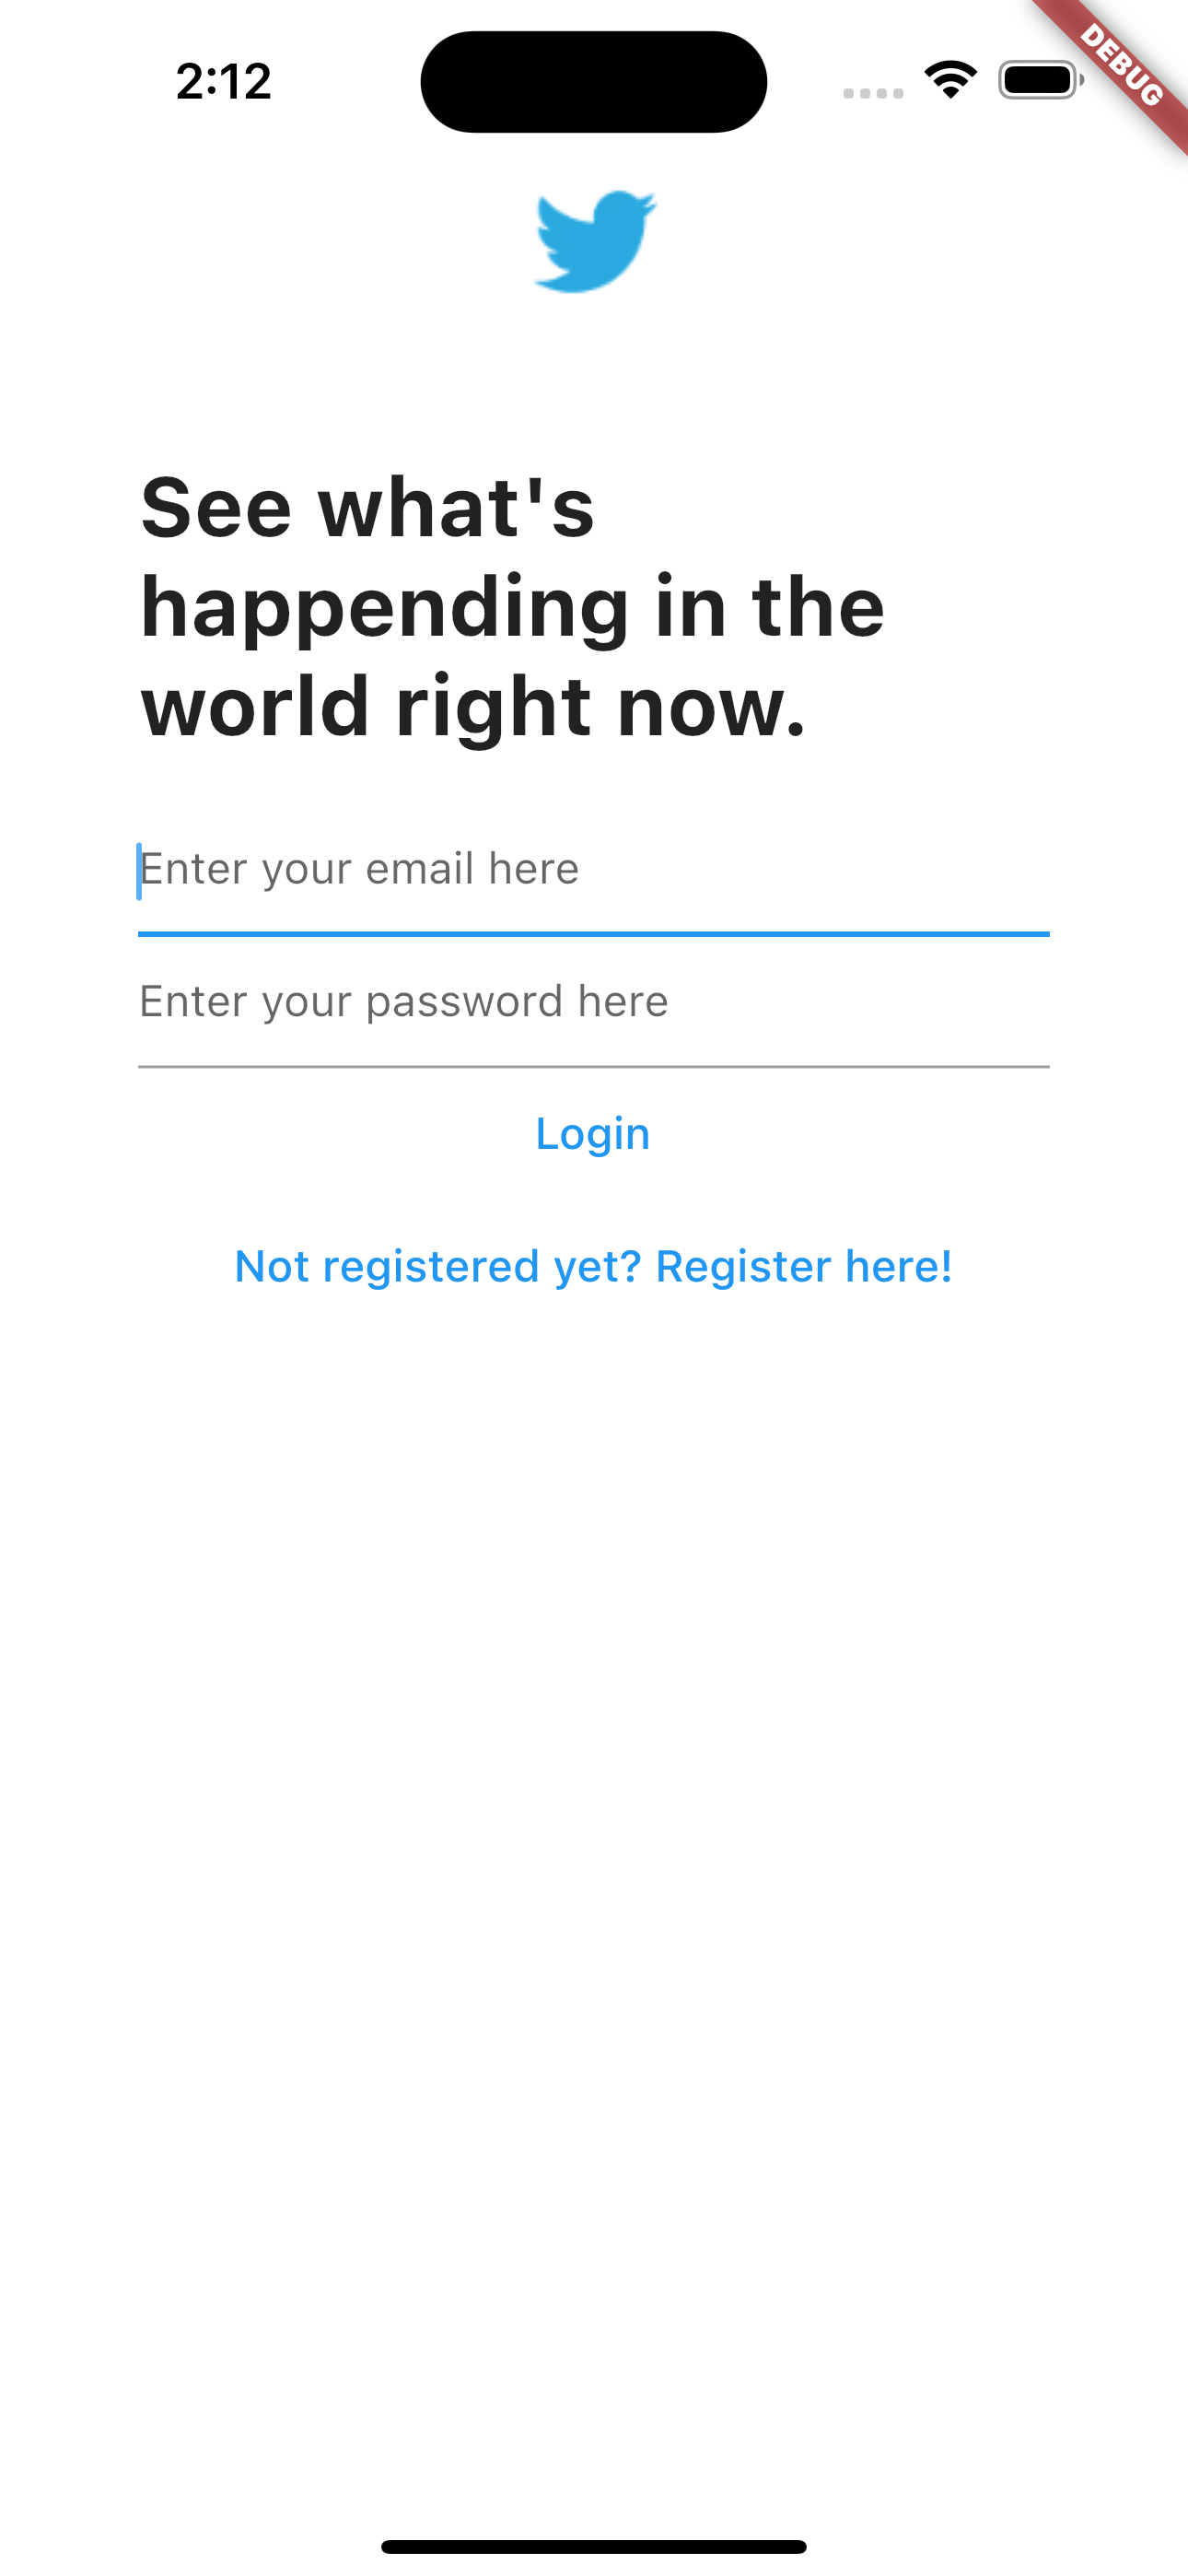 2:12
DEBUG
See what's
happending in the
world right now.
Enter your email here
Enter your password here
Login
Not registered yet? Register here!